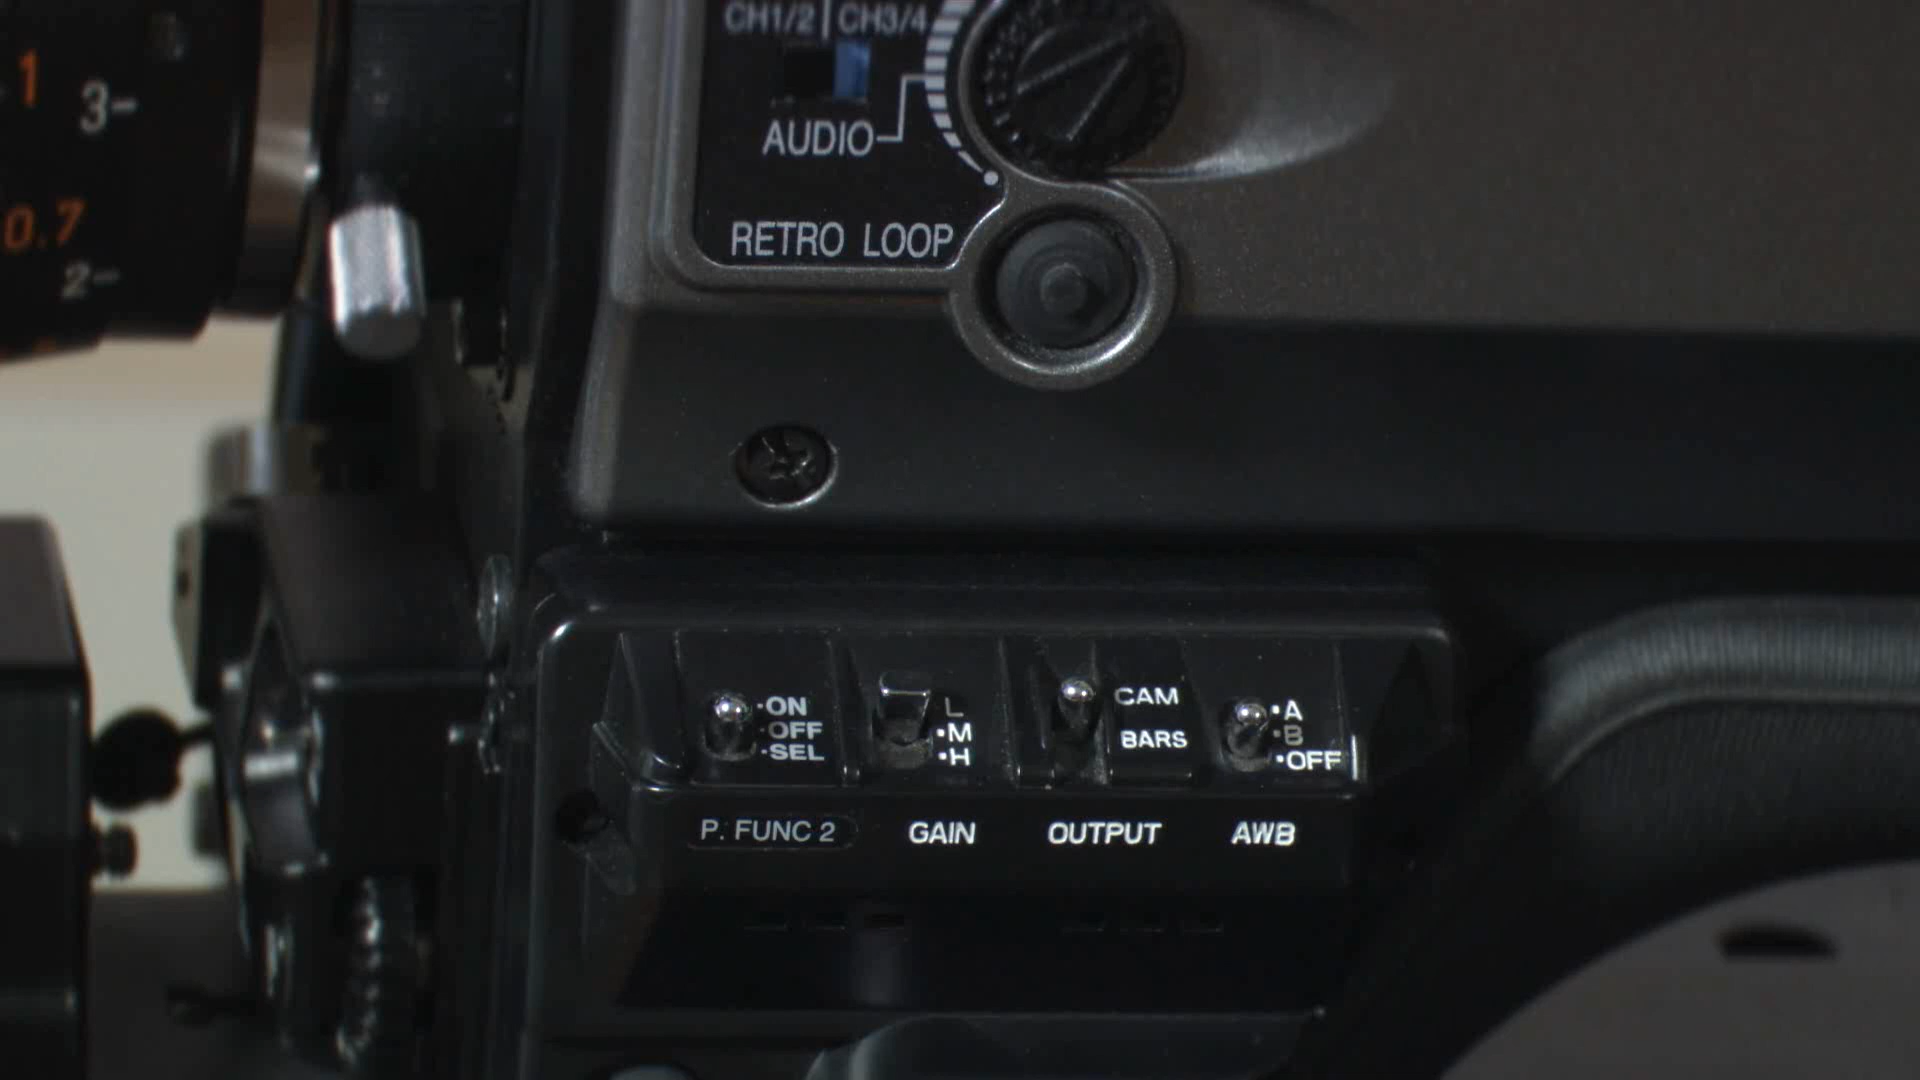 CH1/2 | CH3/4
AUDIO
RETRO LOOP
1
3
0.7
2
ON
OFF
SEL
L
M
H
CAM
BARS
A
B
OFF
P. FUNC 2
GAIN
OUTPUT
AWB